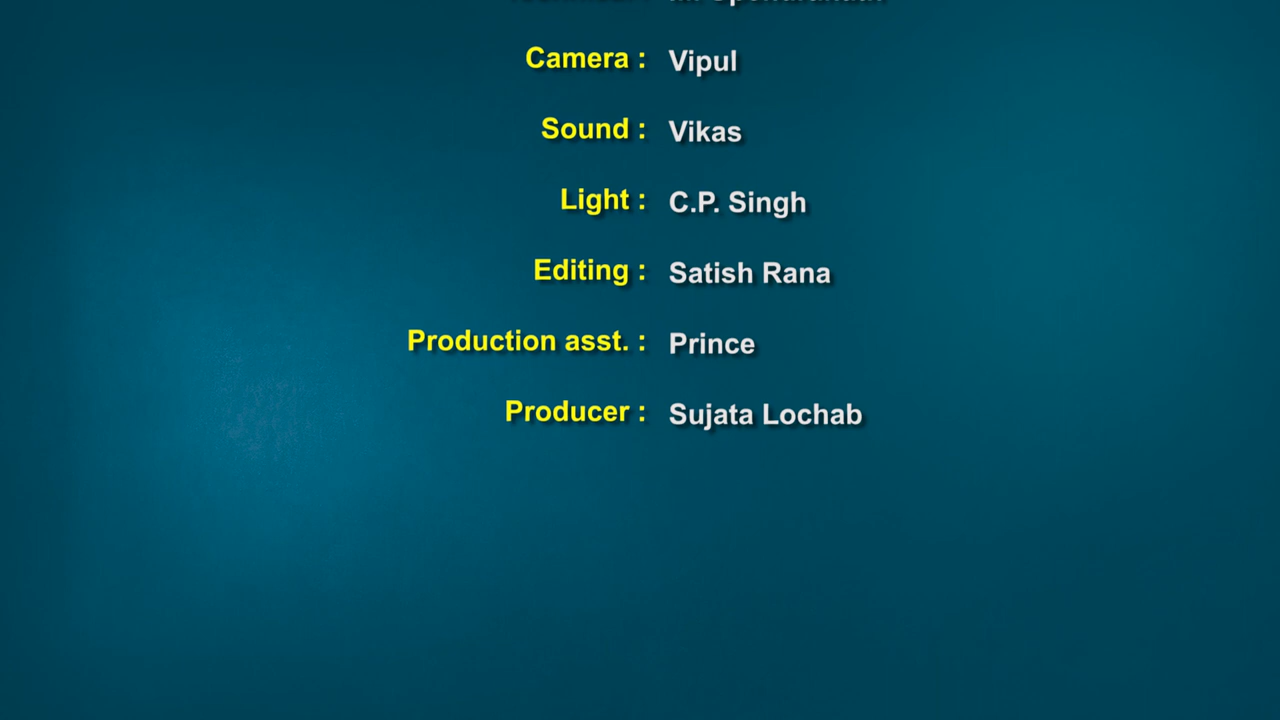 Camera : Vipul
Sound : Vikas
Light : C.P. Singh
Editing : Satish Rana
Production asst. : Prince
Producer : Sujata Lochab